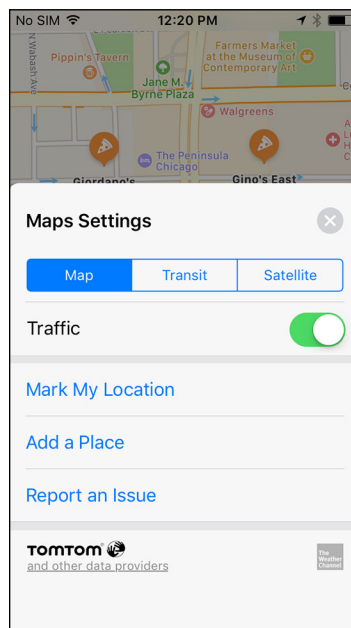 No SIM 12:20 PM
N Wabash Ave
Pippin's Tavern
Farmers Market
at the Museum of
Contemporary Art
Jane M.
Byrne Plaza
Walgreens
The Peninsula
Chicago
Giordano's
Gino's East
Maps Settings
Map Transit Satellite
Traffic
Mark My Location
Add a Place
Report an Issue
TOMTOM
and other data providers
The
Weather
Channel